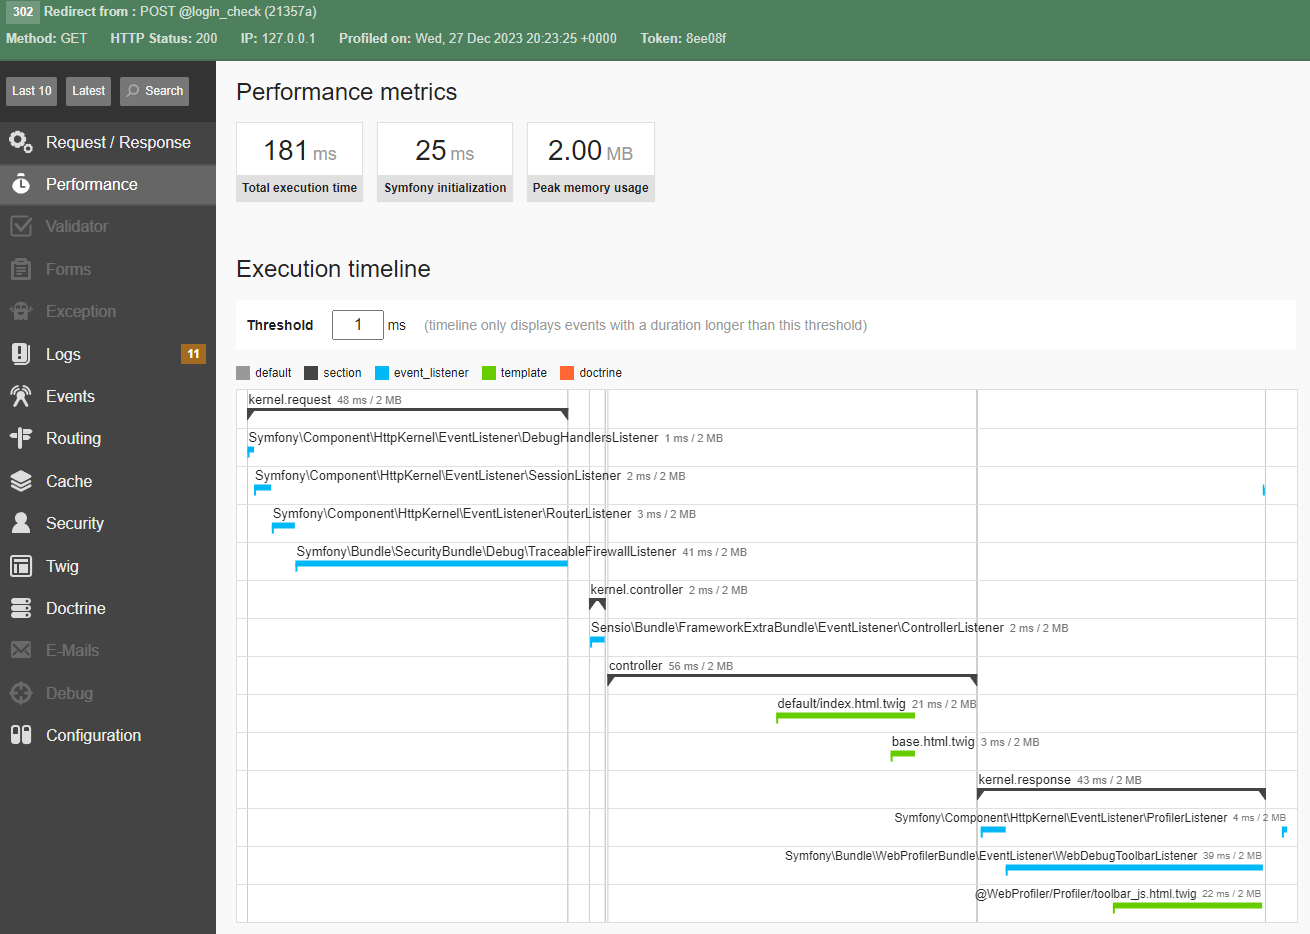 302 Redirect from : POST @login_check (21357a)
Method: GET HTTP Status: 200 IP: 127.0.0.1 Profiled on: Wed, 27 Dec 2023 20:23:25 +0000 Token: 8ee08f
Last 10 Latest Search
Request / Response
Performance
Validator
Forms
Exception
Logs 11
Events
Routing
Cache
Security
Twig
Doctrine
E-Mails
Debug
Configuration
Performance metrics
181 ms 25 ms 2.00 MB
Total execution time Symfony initialization Peak memory usage
Execution timeline
Threshold 1 ms (timeline only displays events with a duration longer than this threshold)
default section event_listener template doctrine
kernel.request 48 ms / 2 MB
Symfony\Component\HttpKernel\EventListener\DebugHandlersListener 1 ms / 2 MB
Symfony\Component\HttpKernel\EventListener\SessionListener 2 ms / 2 MB
Symfony\Component\HttpKernel\EventListener\RouterListener 3 ms / 2 MB
Symfony\Bundle\SecurityBundle\Debug\TraceableFirewallListener 41 ms / 2 MB
kernel.controller 2 ms / 2 MB
Sensio\Bundle\FrameworkExtraBundle\EventListener\ControllerListener 2 ms / 2 MB
controller 56 ms / 2 MB
default/index.html.twig 21 ms / 2 MB
base.html.twig 3 ms / 2 MB
kernel.response 43 ms / 2 MB
Symfony\Component\HttpKernel\EventListener\ProfilerListener 4 ms / 2 MB
Symfony\Bundle\WebProfilerBundle\EventListener\WebDebugToolbarListener 39 ms / 2 MB
@WebProfiler/Profiler/toolbar_js.html.twig 22 ms / 2 MB